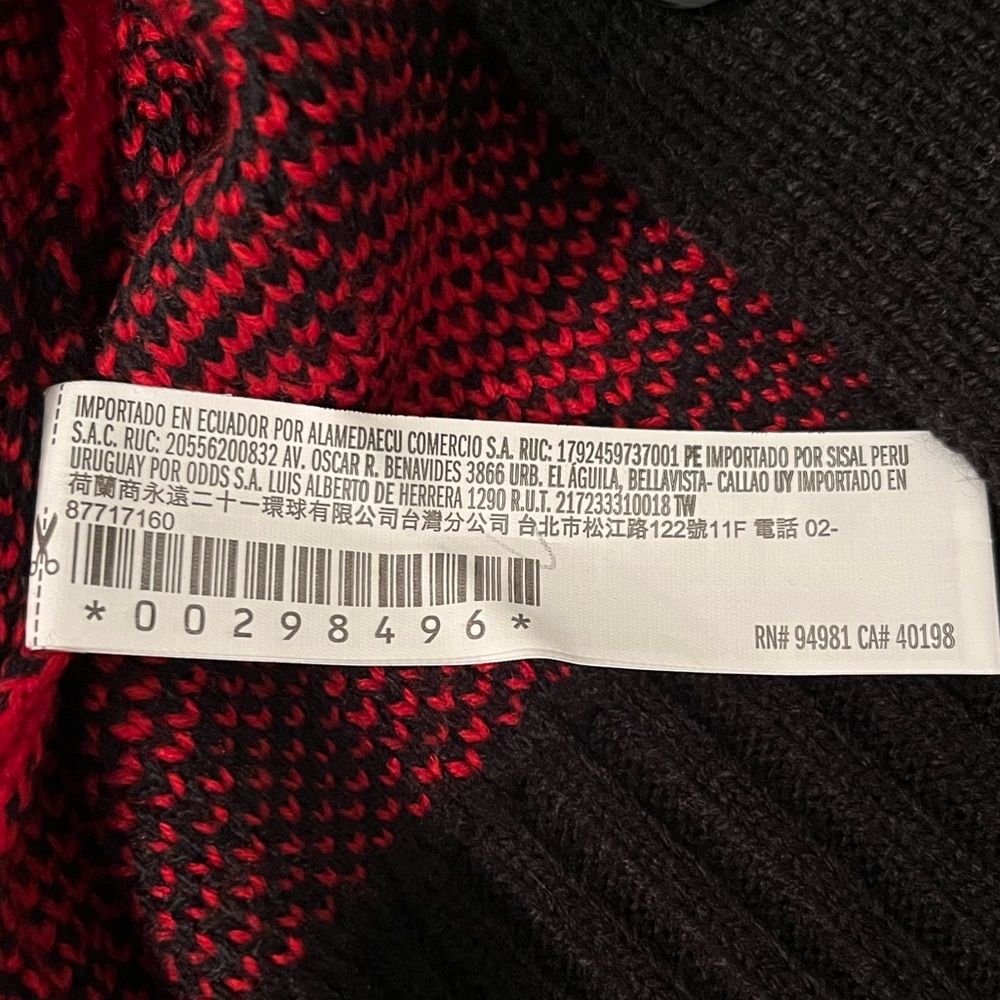 IMPORTADO EN ECUADOR POR ALAMEDAECU COMERCIO S.A. RUC: 1792459737001 PE IMPORTADO POR SISAL PERU
S.A.C. RUC: 20556200832 AV. OSCAR R. BENAVIDES 3866 URB. EL ÁGUILA, BELLAVISTA- CALLAO UY IMPORTADO EN
URUGUAY POR ODDS S.A. LUIS ALBERTO DE HERRERA 1290 R.U.T. 217233310018 TW
荷蘭商永遠二十一環球有限公司台灣分公司 台北市松江路122號11F 電話 02-
87717160
*00298496*
RN# 94981 CA# 40198